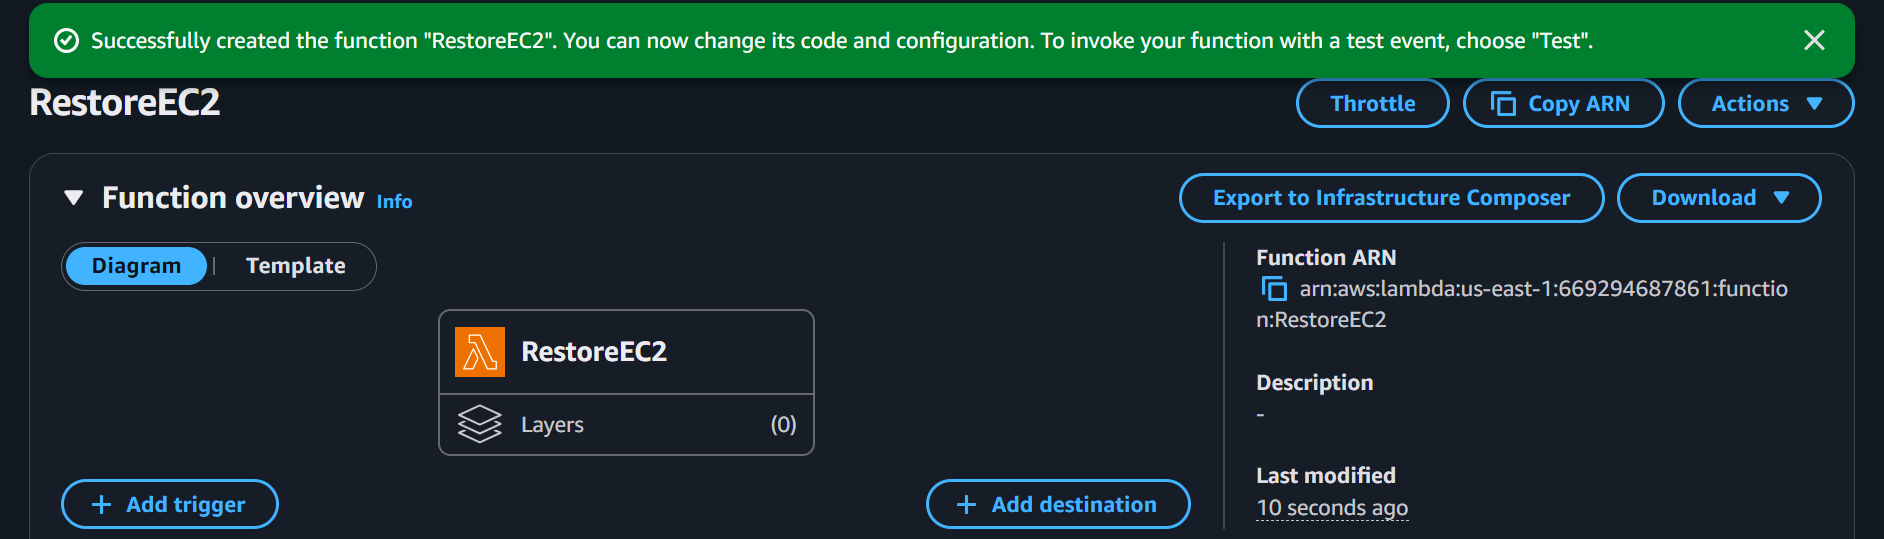 Successfully created the function "RestoreEC2". You can now change its code and configuration. To invoke your function with a test event, choose "Test".
RestoreEC2
Throttle
Copy ARN
Actions
Function overview
Info
Export to Infrastructure Composer
Download
Diagram
Template
RestoreEC2
Layers
(0)
Add trigger
Add destination
Function ARN
arn:aws:lambda:us-east-1:669294687861:functio
n:RestoreEC2
Description
-
Last modified
10 seconds ago